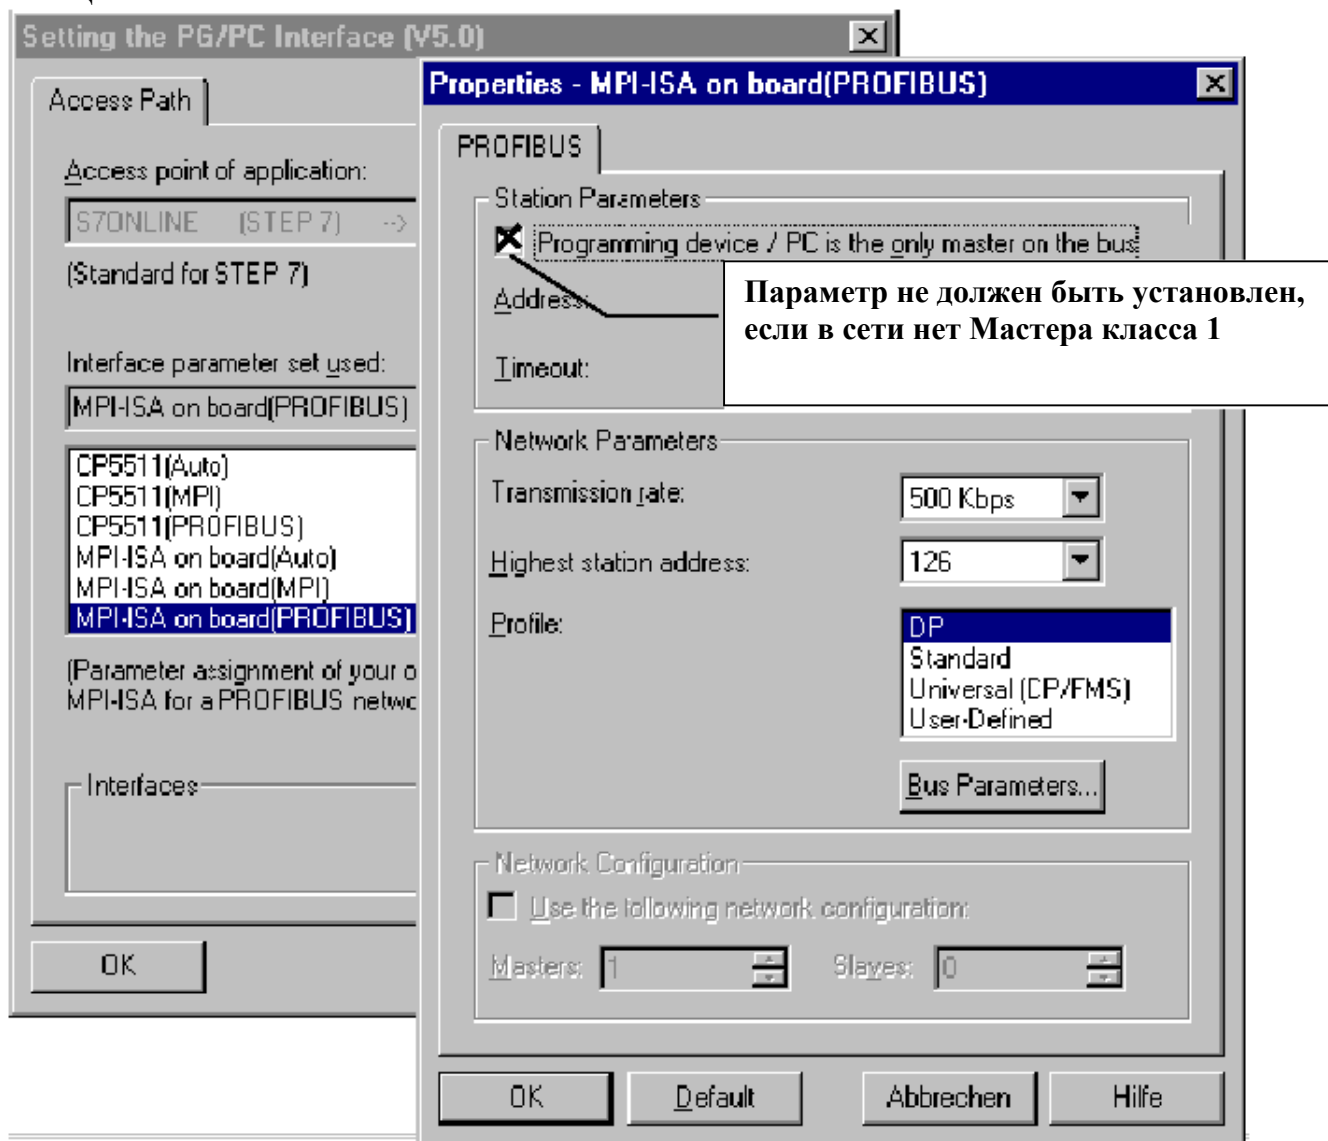 Setting the PG/PC Interface (V5.0)
Access Path
Access point of application:
S7ONLINE (STEP 7) -->
(Standard for STEP 7)
Interface parameter set used:
MPI-ISA on board(PROFIBUS)
CP5511(Auto)
CP5511(MPI)
CP5511(PROFIBUS)
MPI-ISA on board(Auto)
MPI-ISA on board(MPI)
MPI-ISA on board(PROFIBUS)
(Parameter assignment of your o
MPI-ISA for a PROFIBUS netwo
Interfaces
OK
Properties - MPI-ISA on board(PROFIBUS)
PROFIBUS
Station Parameters
Programming device / PC is the only master on the bus
Address:
Timeout:
Параметр не должен быть установлен,
если в сети нет Мастера класса 1
Network Parameters
Transmission rate:
500 Kbps
Highest station address:
126
Profile:
DP
Standard
Universal (DP/FMS)
User-Defined
Bus Parameters...
Network Configuration
Use the following network configuration:
Masters: 1
Slaves: 0
OK
Default
Abbrechen
Hilfe